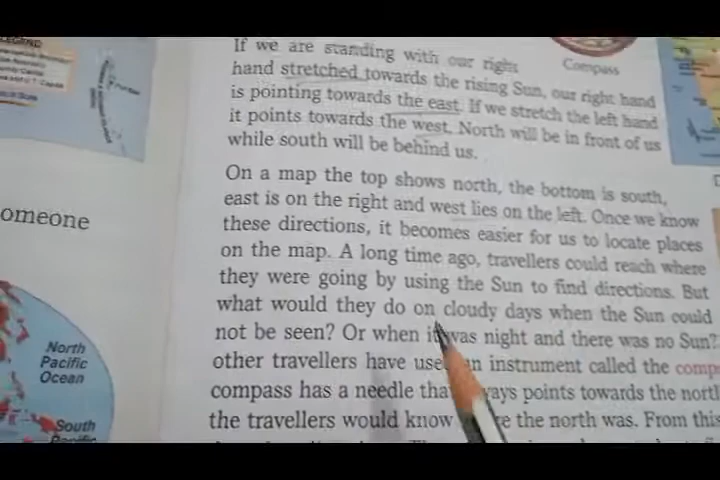 If we are standing with our right
hand stretched towards the rising Sun, our right hand
is pointing towards the east. If we stretch the left hand
it points towards the west. North will be in front of us
while south will be behind us.
Compass
On a map the top shows north, the bottom is south,
east is on the right and west lies on the left. Once we know
these directions, it becomes easier for us to locate places
on the map. A long time ago, travellers could reach where
they were going by using the Sun to find directions. But
what would they do on cloudy days when the Sun could
not be seen? Or when it was night and there was no Sun?
other travellers have used an instrument called the comp
compass has a needle tha ays points towards the north
the travellers would know e the north was. From this
LEGEND
omeone
North
Pacific
Ocean
South